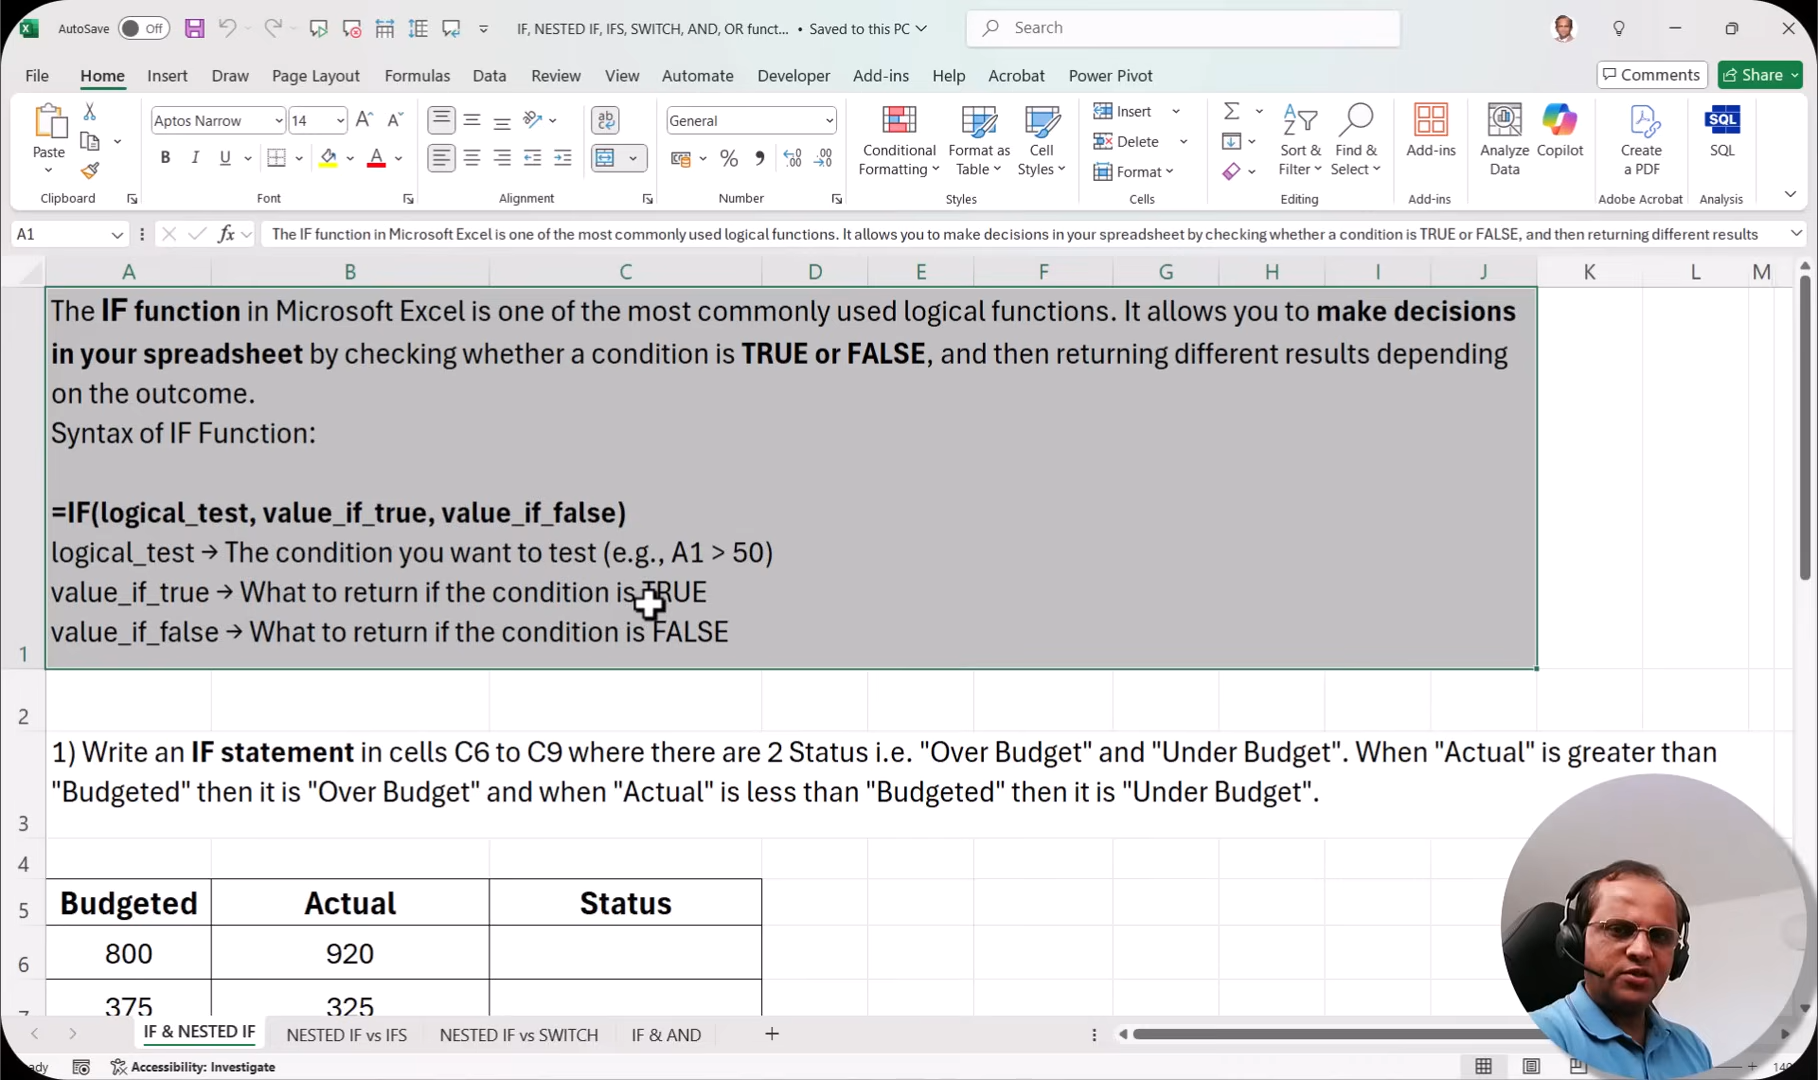 AutoSave Off IF, NESTED IF, IFS, SWITCH, AND, OR funct... • Saved to this PC Search
File Home Insert Draw Page Layout Formulas Data Review View Automate Developer Add-ins Help Acrobat Power Pivot Comments Share
Paste Aptos Narrow 14 General Conditional Formatting Format as Table Cell Styles Insert Delete Format Sort & Filter Find & Select Add-ins Analyze Data Copilot Create a PDF SQL SQL
Clipboard Font Alignment Number Styles Cells Editing Add-ins Adobe Acrobat Analysis
A1 fx The IF function in Microsoft Excel is one of the most commonly used logical functions. It allows you to make decisions in your spreadsheet by checking whether a condition is TRUE or FALSE, and then returning different results
A B C D E F G H I J K L M
The IF function in Microsoft Excel is one of the most commonly used logical functions. It allows you to make decisions
in your spreadsheet by checking whether a condition is TRUE or FALSE, and then returning different results depending
on the outcome.
Syntax of IF Function:
=IF(logical_test, value_if_true, value_if_false)
logical_test → The condition you want to test (e.g., A1 > 50)
value_if_true → What to return if the condition is TRUE
value_if_false → What to return if the condition is FALSE
1
2
1) Write an IF statement in cells C6 to C9 where there are 2 Status i.e. "Over Budget" and "Under Budget". When "Actual" is greater than
"Budgeted" then it is "Over Budget" and when "Actual" is less than "Budgeted" then it is "Under Budget".
3
4
5 Budgeted Actual Status
6 800 920
375 325
IF & NESTED IF NESTED IF vs IFS NESTED IF vs SWITCH IF & AND
Accessibility: Investigate